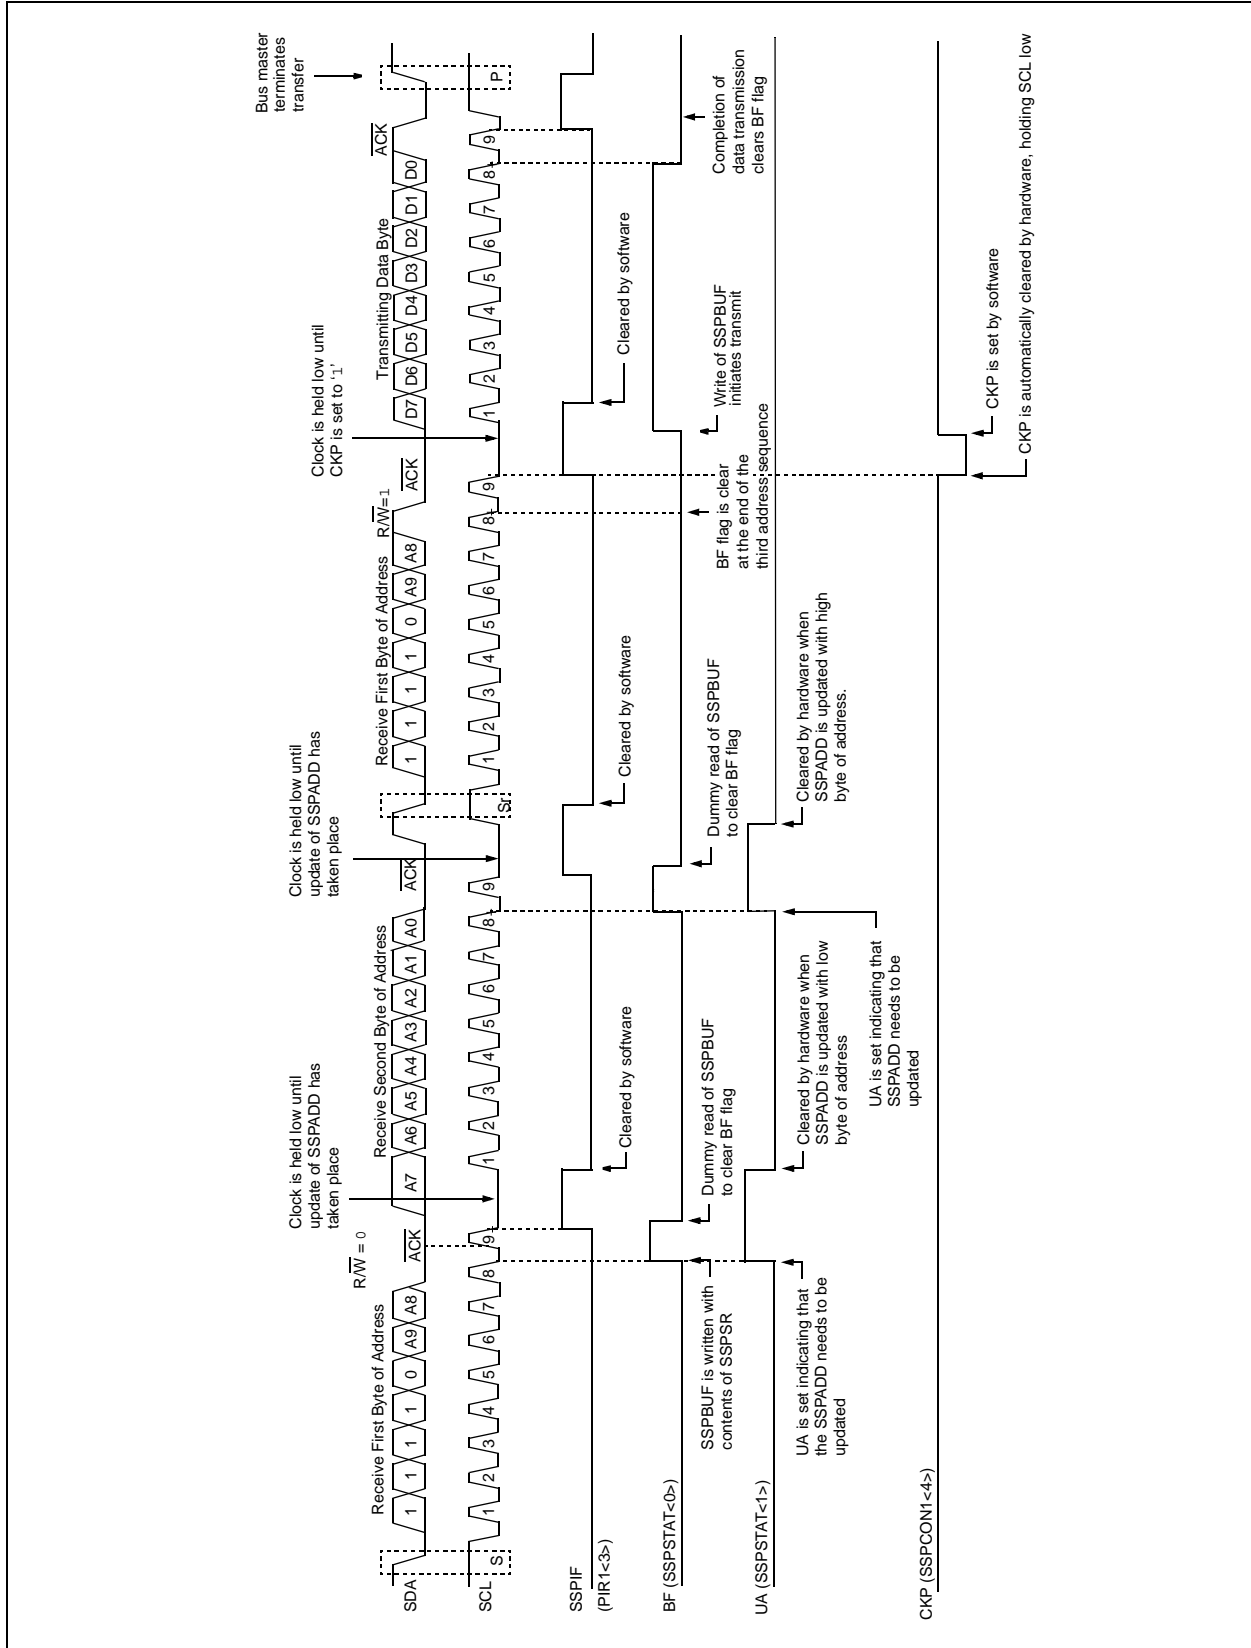 Bus master
terminates
transfer
Clock is held low until
CKP is set to ‘1’
Clock is held low until
update of SSPADD has
taken place
Clock is held low until
update of SSPADD has
taken place
R/W = 0
Receive First Byte of Address
ACK
Receive Second Byte of Address
ACK
Receive First Byte of Address
R/W=1
ACK
Transmitting Data Byte
ACK
SDA
1 1 1 1 0 A9 A8
A7 A6 A5 A4 A3 A2 A1 A0
1 1 1 1 0 A9 A8
D7 D6 D5 D4 D3 D2 D1 D0
SCL
S
1 2 3 4 5 6 7 8 9
1 2 3 4 5 6 7 8 9
Sr
1 2 3 4 5 6 7 8 9
1 2 3 4 5 6 7 8 9
P
SSPIF
(PIR1<3>)
Cleared by software
Cleared by software
Cleared by software
BF (SSPSTAT<0>)
SSPBUF is written with
contents of SSPSR
Dummy read of SSPBUF
to clear BF flag
Dummy read of SSPBUF
to clear BF flag
BF flag is clear
at the end of the
third address sequence
Write of SSPBUF
initiates transmit
Completion of
data transmission
clears BF flag
UA (SSPSTAT<1>)
UA is set indicating that
the SSPADD needs to be
updated
Cleared by hardware when
SSPADD is updated with low
byte of address
UA is set indicating that
SSPADD needs to be
updated
Cleared by hardware when
SSPADD is updated with high
byte of address.
CKP (SSPCON1<4>)
CKP is set by software
CKP is automatically cleared by hardware, holding SCL low